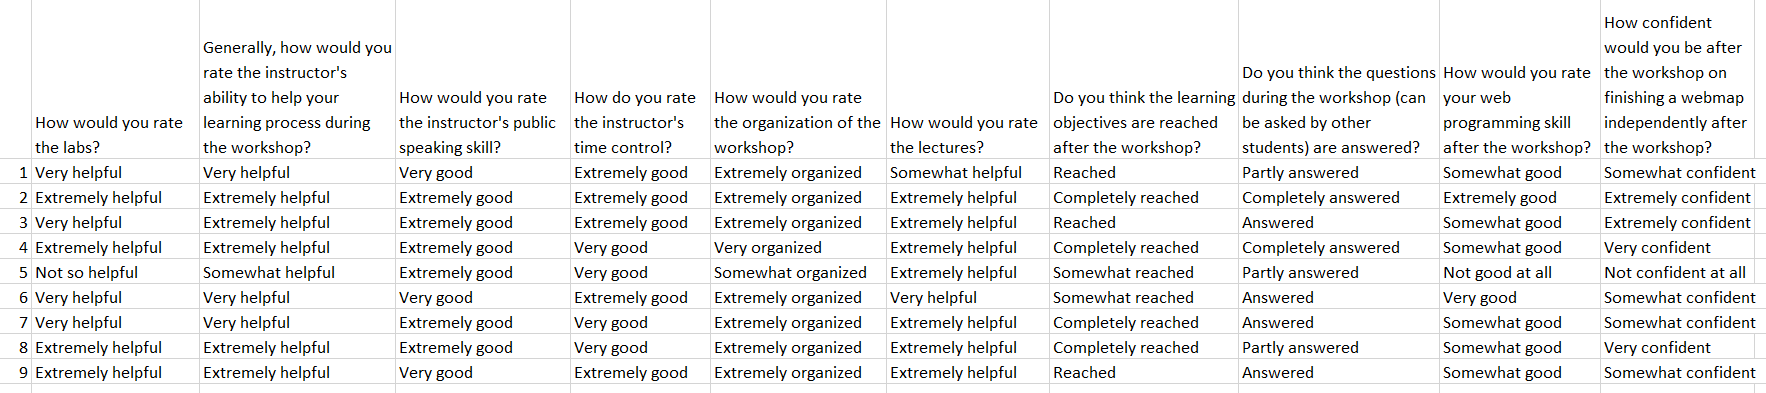 How would you rate the labs?	Generally, how would you rate the instructor's ability to help your learning process during the workshop?	How would you rate the instructor's public speaking skill?	How do you rate the instructor's time control?	How would you rate the organization of the workshop?	How would you rate the lectures?	Do you think the learning objectives are reached after the workshop?	Do you think the questions during the workshop (can be asked by other students) are answered?	How would you rate your web programming skill after the workshop?	How confident would you be after the workshop on finishing a webmap independently after the workshop?
1	Very helpful	Very helpful	Very good	Extremely good	Extremely organized	Somewhat helpful	Reached	Partly answered	Somewhat good	Somewhat confident
2	Extremely helpful	Extremely helpful	Extremely good	Extremely good	Extremely organized	Extremely helpful	Completely reached	Completely answered	Extremely good	Extremely confident
3	Very helpful	Extremely helpful	Extremely good	Extremely good	Extremely organized	Extremely helpful	Reached	Answered	Somewhat good	Extremely confident
4	Extremely helpful	Extremely helpful	Extremely good	Very good	Very organized	Extremely helpful	Completely reached	Completely answered	Somewhat good	Very confident
5	Not so helpful	Somewhat helpful	Extremely good	Very good	Somewhat organized	Extremely helpful	Somewhat reached	Partly answered	Not good at all	Not confident at all
6	Very helpful	Very helpful	Very good	Extremely good	Extremely organized	Very helpful	Somewhat reached	Answered	Very good	Somewhat confident
7	Very helpful	Very helpful	Extremely good	Very good	Extremely organized	Extremely helpful	Completely reached	Answered	Somewhat good	Somewhat confident
8	Extremely helpful	Extremely helpful	Extremely good	Very good	Extremely organized	Extremely helpful	Completely reached	Partly answered	Somewhat good	Very confident
9	Extremely helpful	Extremely helpful	Very good	Extremely good	Extremely organized	Extremely helpful	Reached	Answered	Somewhat good	Somewhat confident